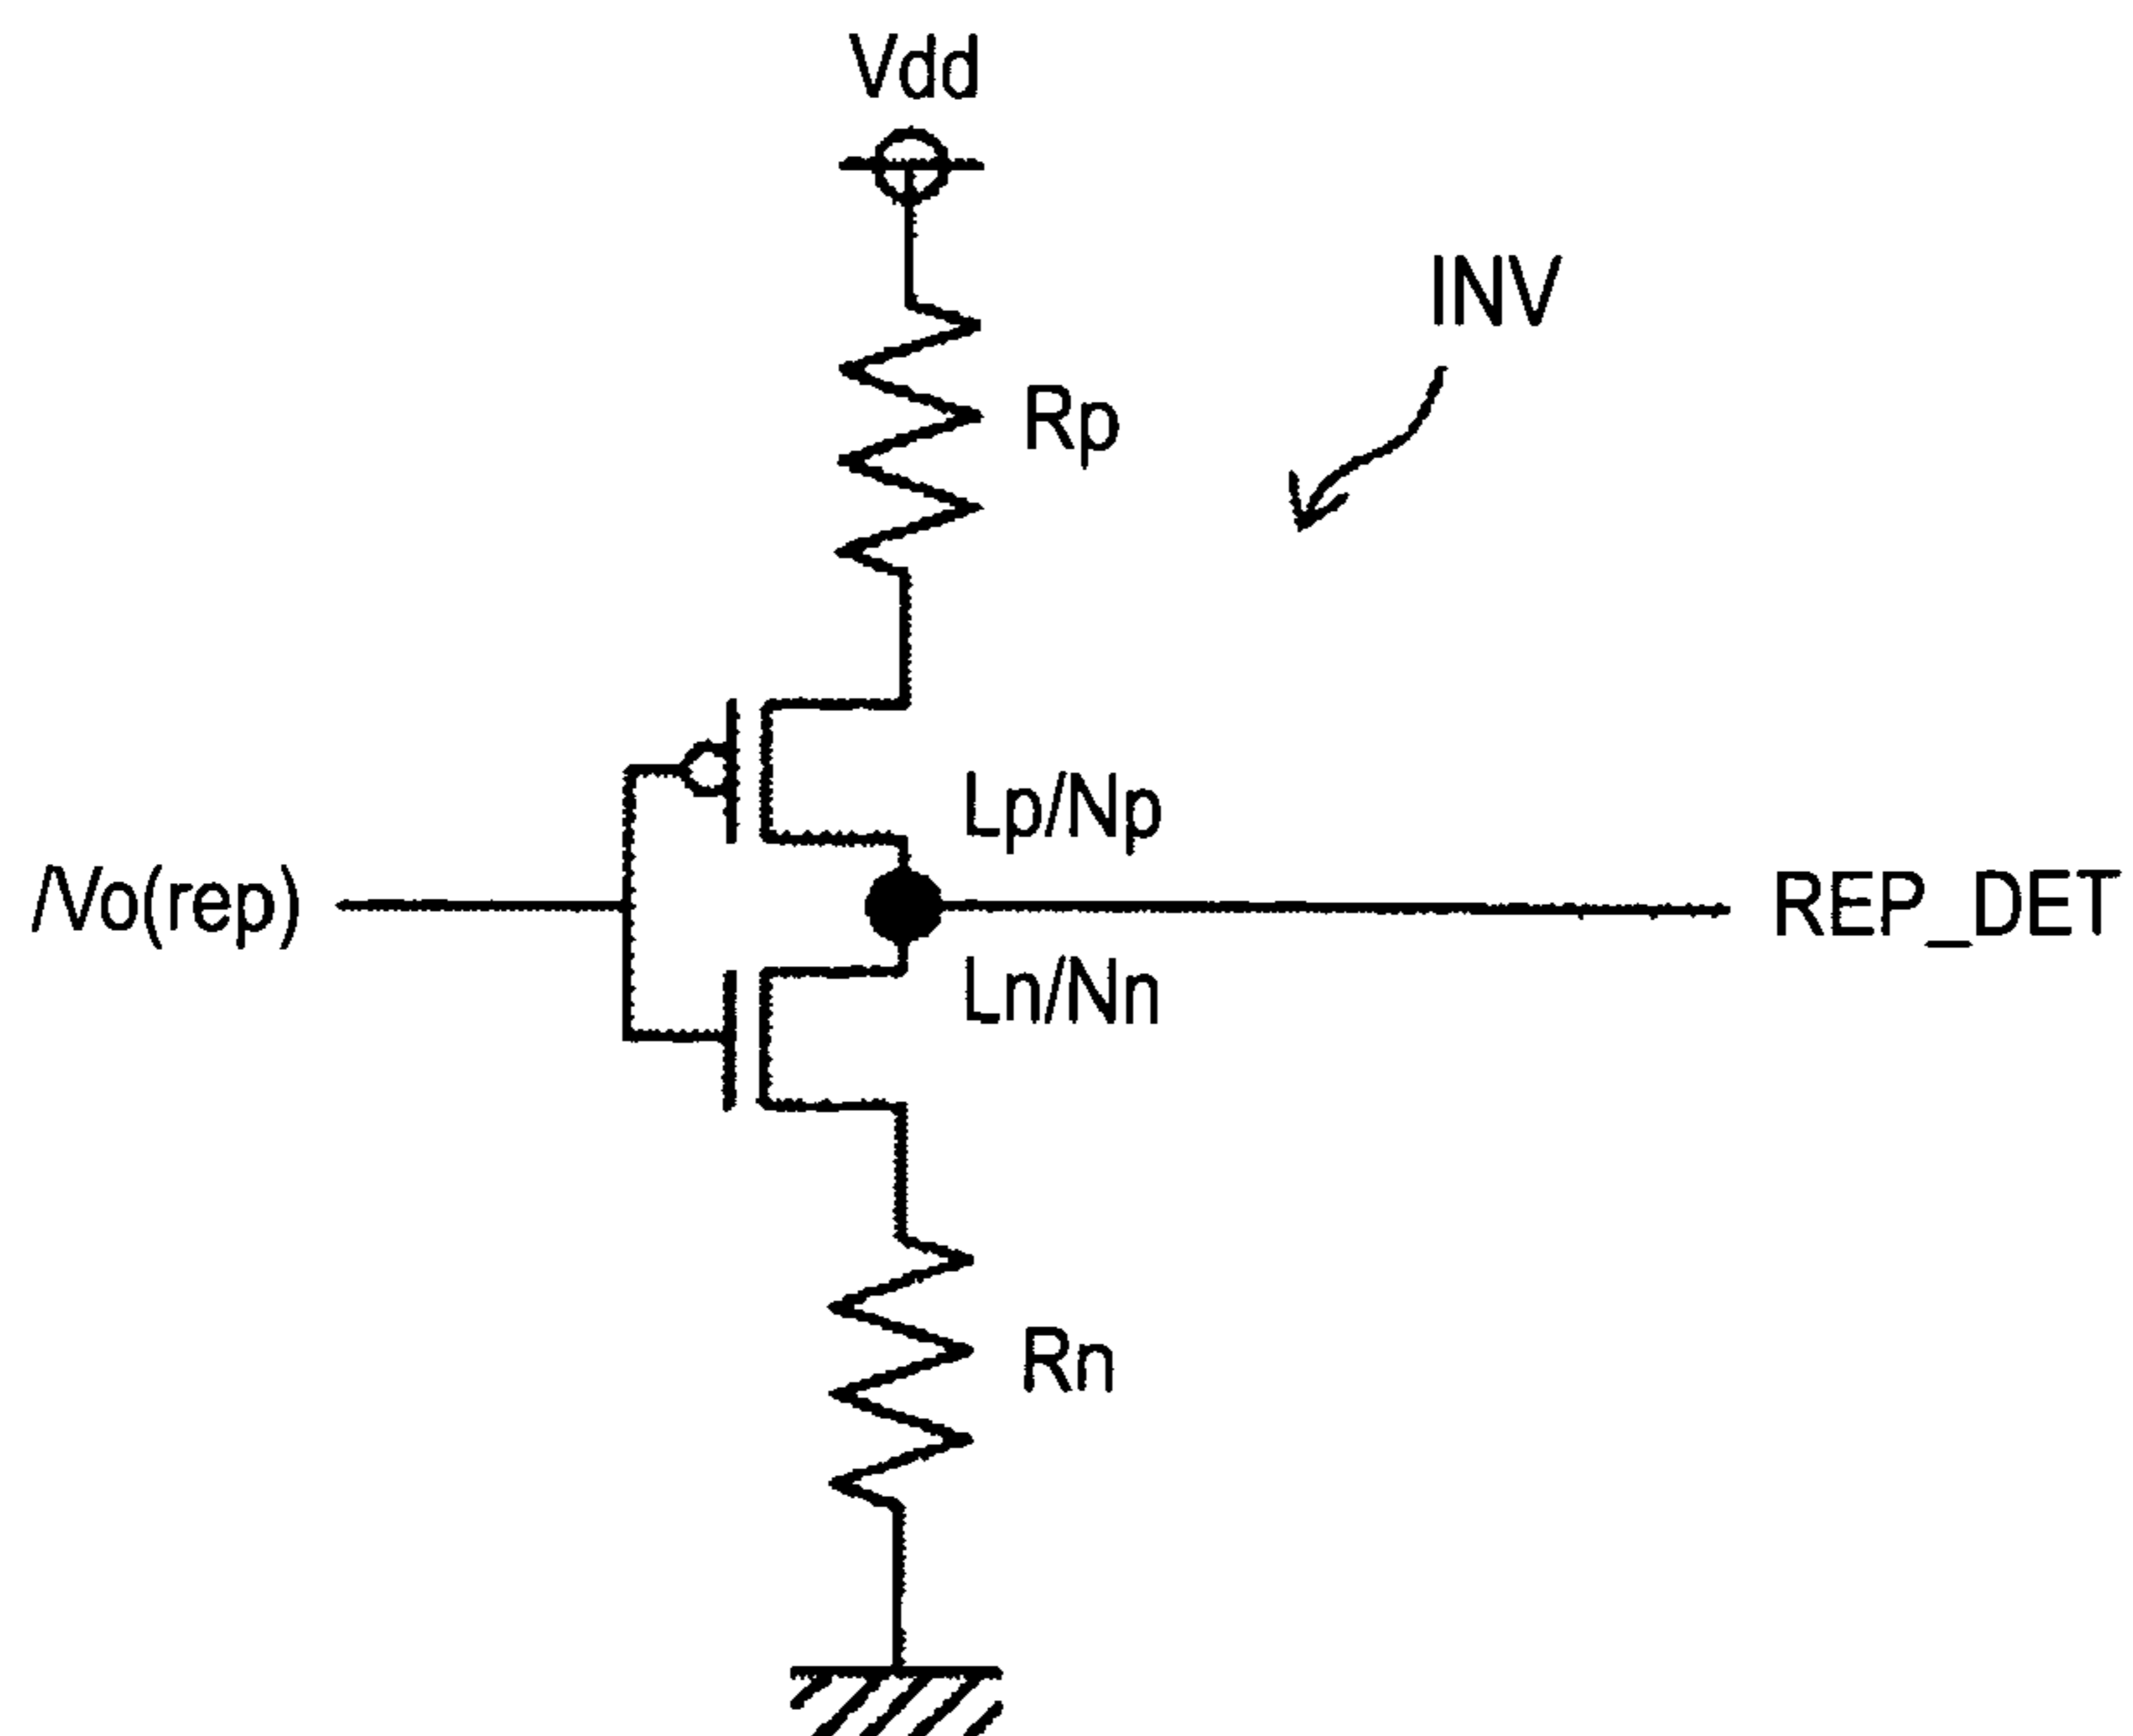 Vdd
INV
Rp
Lp/Np
/Vo(rep)
REP_DET
Ln/Nn
Rn